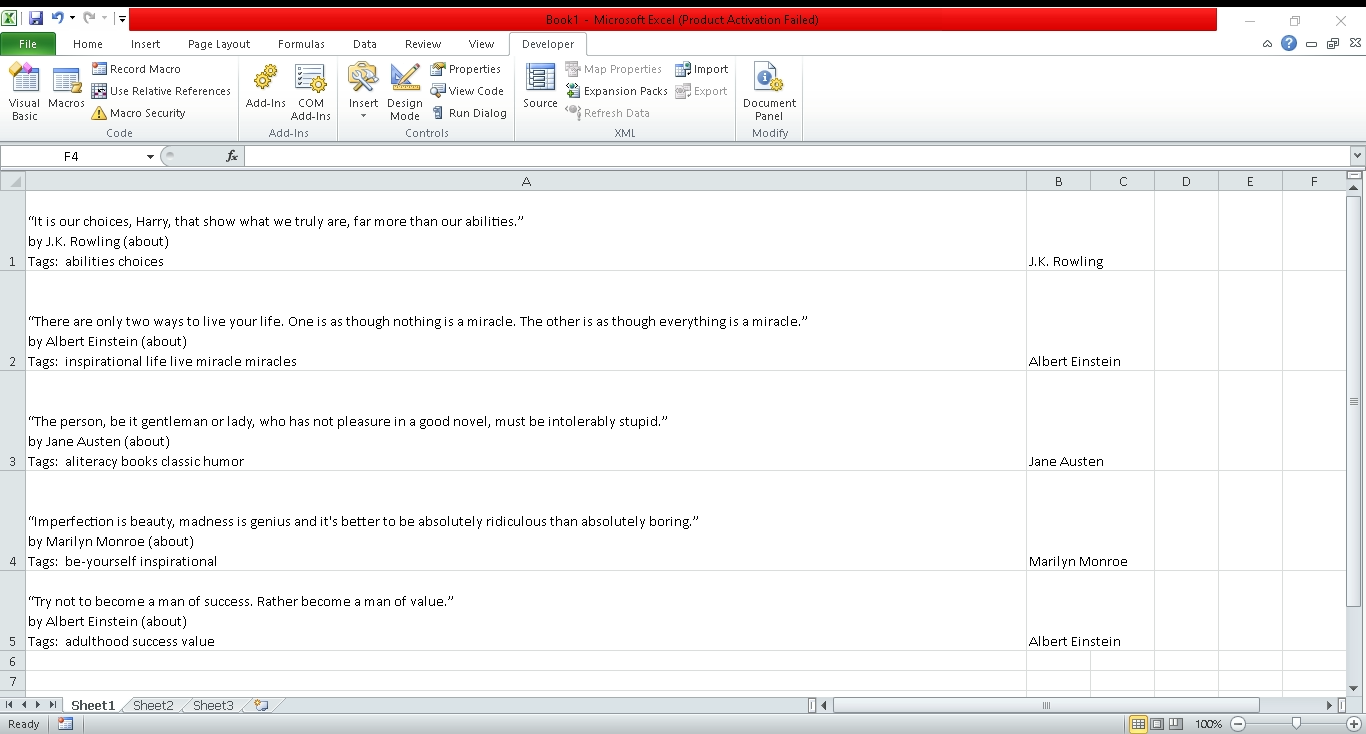 Book1 - Microsoft Excel (Product Activation Failed)
File Home Insert Page Layout Formulas Data Review View Developer
Visual Basic
Macros
Record Macro
Use Relative References
Macro Security
Code
Add-Ins
COM Add-Ins
Add-Ins
Insert
Design Mode
Properties
View Code
Run Dialog
Controls
Source
Map Properties
Expansion Packs
Refresh Data
Import
Export
XML
Document Panel
Modify
F4 fx
A B C D E F
“It is our choices, Harry, that show what we truly are, far more than our abilities.”
by J.K. Rowling (about)
1 Tags:  abilities choices J.K. Rowling
“There are only two ways to live your life. One is as though nothing is a miracle. The other is as though everything is a miracle.”
by Albert Einstein (about)
2 Tags:  inspirational life live miracle miracles Albert Einstein
“The person, be it gentleman or lady, who has not pleasure in a good novel, must be intolerably stupid.”
by Jane Austen (about)
3 Tags:  aliteracy books classic humor Jane Austen
“Imperfection is beauty, madness is genius and it's better to be absolutely ridiculous than absolutely boring.”
by Marilyn Monroe (about)
4 Tags:  be-yourself inspirational Marilyn Monroe
“Try not to become a man of success. Rather become a man of value.”
by Albert Einstein (about)
5 Tags:  adulthood success value Albert Einstein
6
7
Sheet1 Sheet2 Sheet3
Ready 100%